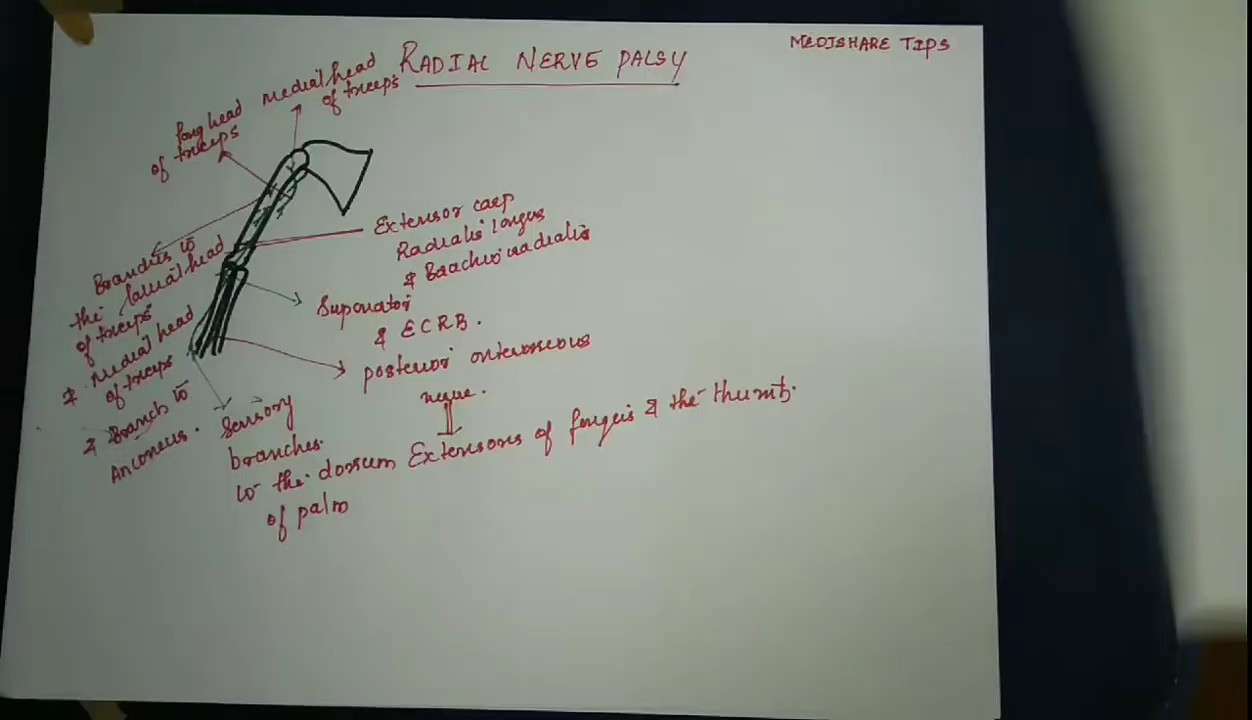 RADIAL NERVE PALSY
MEDISHARE TIPS
medial head
of triceps
long head
of triceps
Extensor carp
Radialis longus
& Brachioradialis
Branches to
the lateral head
of triceps
& Medial head
of triceps
& Branch to
Anconeus.
Supinator
& ECRB.
posterior interosseous
nerve.
Extensors of fingers & the thumb.
Sensory
branches.
to the dorsum
of palm